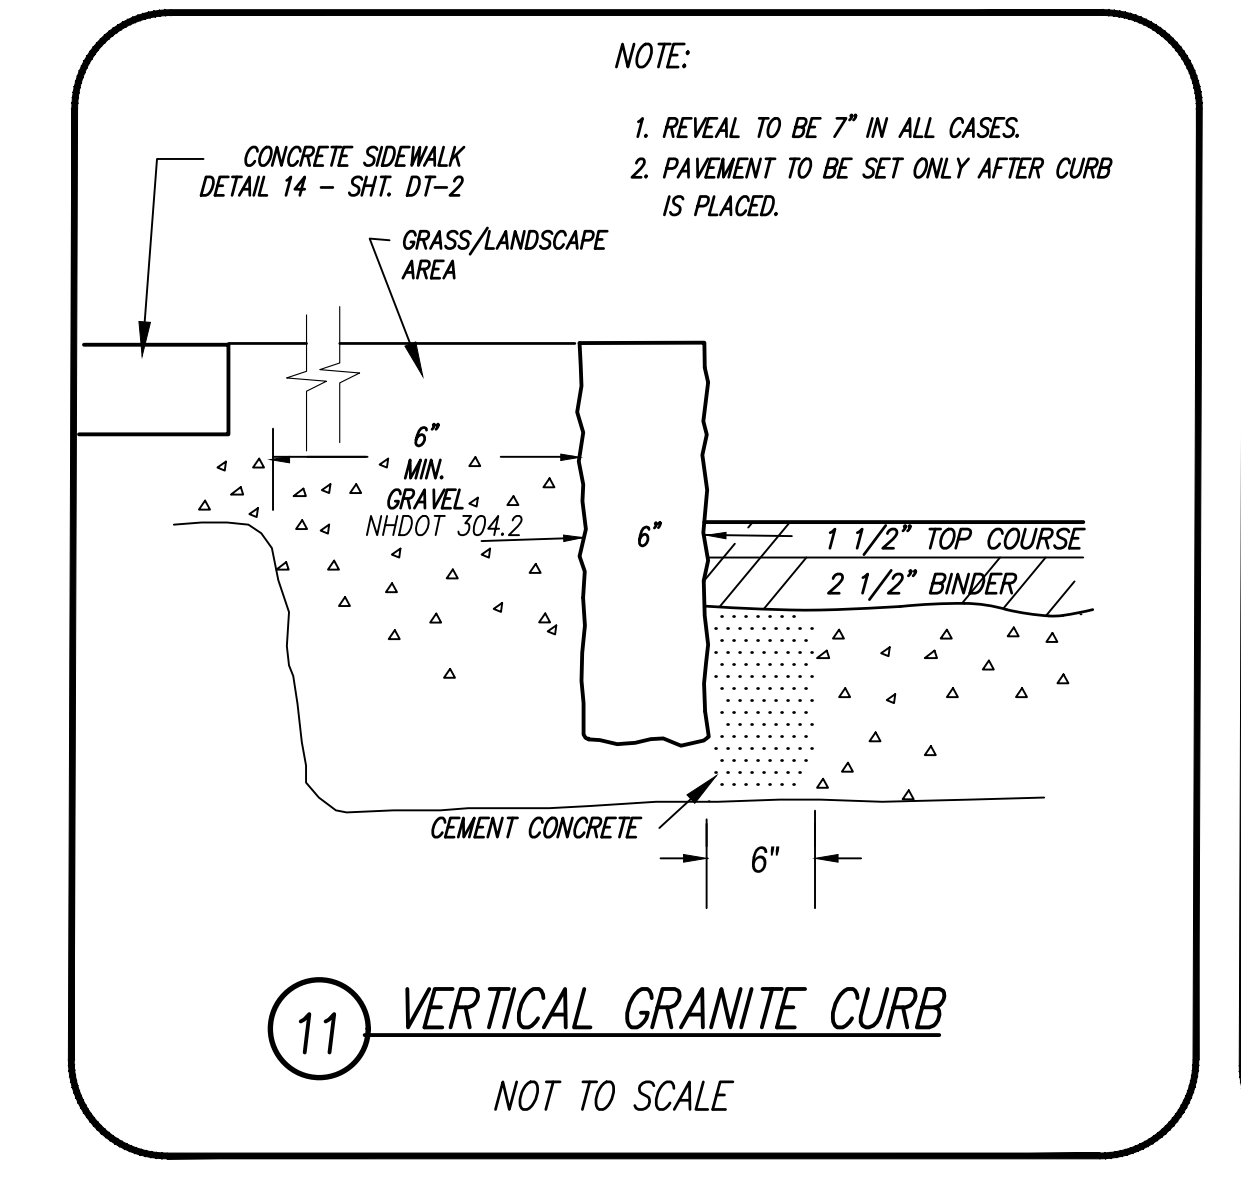 NOTE:
1. REVEAL TO BE 7" IN ALL CASES.
2. PAVEMENT TO BE SET ONLY AFTER CURB
IS PLACED.
CONCRETE SIDEWALK
DETAIL 14 - SHT. DT-2
GRASS/LANDSCAPE
AREA
6"
MIN.
GRAVEL
NHDOT 304.2
6"
1 1/2" TOP COURSE
2 1/2" BINDER
CEMENT CONCRETE
6"
11 VERTICAL GRANITE CURB
NOT TO SCALE